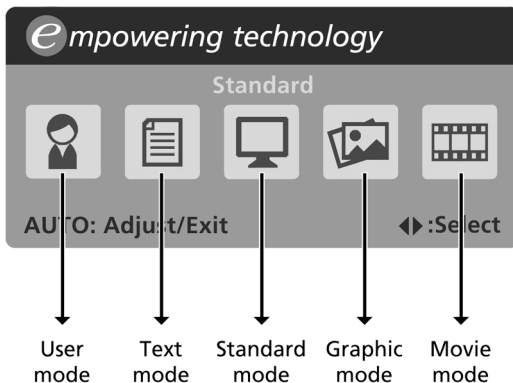 empowering technology
Standard
AUTO: Adjust/Exit ◀▶:Select
User mode
Text mode
Standard mode
Graphic mode
Movie mode